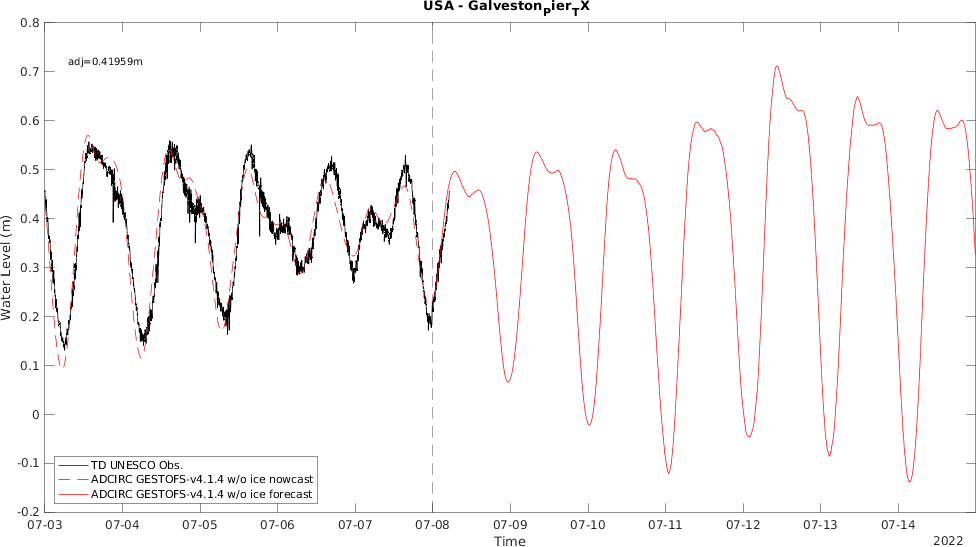 USA - Galveston_Pier_TX
adj=0.41959m
0.8
0.7
0.6
0.5
0.4
0.3
0.2
0.1
0
-0.1
-0.2
Water Level (m)
TD UNESCO Obs.
ADCIRC GESTOFS-v4.1.4 w/o ice nowcast
ADCIRC GESTOFS-v4.1.4 w/o ice forecast
07-03 07-04 07-05 07-06 07-07 07-08 07-09 07-10 07-11 07-12 07-13 07-14
Time
2022